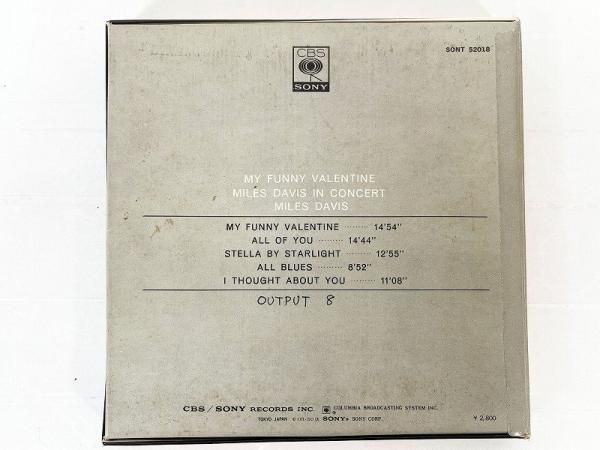 SONT 52018
CBS
SONY
MY FUNNY VALENTINE
MILES DAVIS IN CONCERT
MILES DAVIS
MY FUNNY VALENTINE ········· 14'54"
ALL OF YOU ········· 14'44"
STELLA BY STARLIGHT ········· 12'55"
ALL BLUES ········· 8'52"
I THOUGHT ABOUT YOU ········· 11'08"
OUTPUT 8
CBS / SONY RECORDS INC. COLUMBIA BROADCASTING SYSTEM INC.
TOKYO JAPAN SONY® SONY CORP.
¥ 2,800